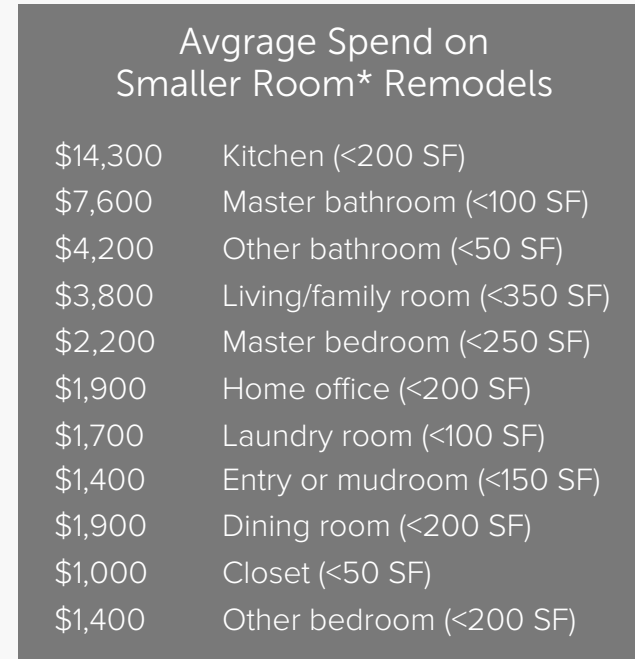 Avgrage Spend on
Smaller Room* Remodels
$14,300 Kitchen (<200 SF)
$7,600 Master bathroom (<100 SF)
$4,200 Other bathroom (<50 SF)
$3,800 Living/family room (<350 SF)
$2,200 Master bedroom (<250 SF)
$1,900 Home office (<200 SF)
$1,700 Laundry room (<100 SF)
$1,400 Entry or mudroom (<150 SF)
$1,900 Dining room (<200 SF)
$1,000 Closet (<50 SF)
$1,400 Other bedroom (<200 SF)